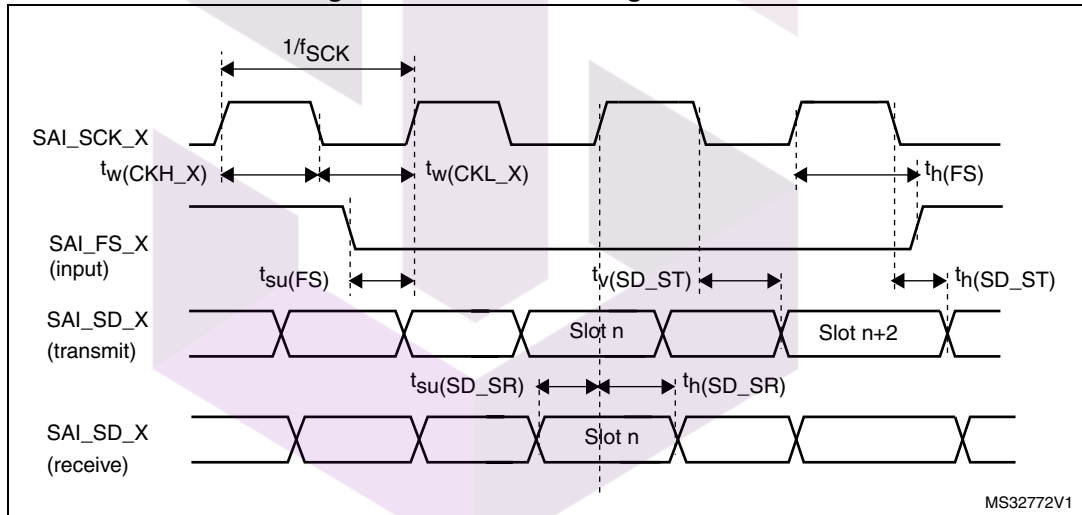 1/fSCK
SAI_SCK_X
tw(CKH_X)
tw(CKL_X)
th(FS)
SAI_FS_X
(input)
tsu(FS)
tv(SD_ST)
th(SD_ST)
SAI_SD_X
(transmit)
Slot n
Slot n+2
tsu(SD_SR)
th(SD_SR)
SAI_SD_X
(receive)
Slot n
MS32772V1